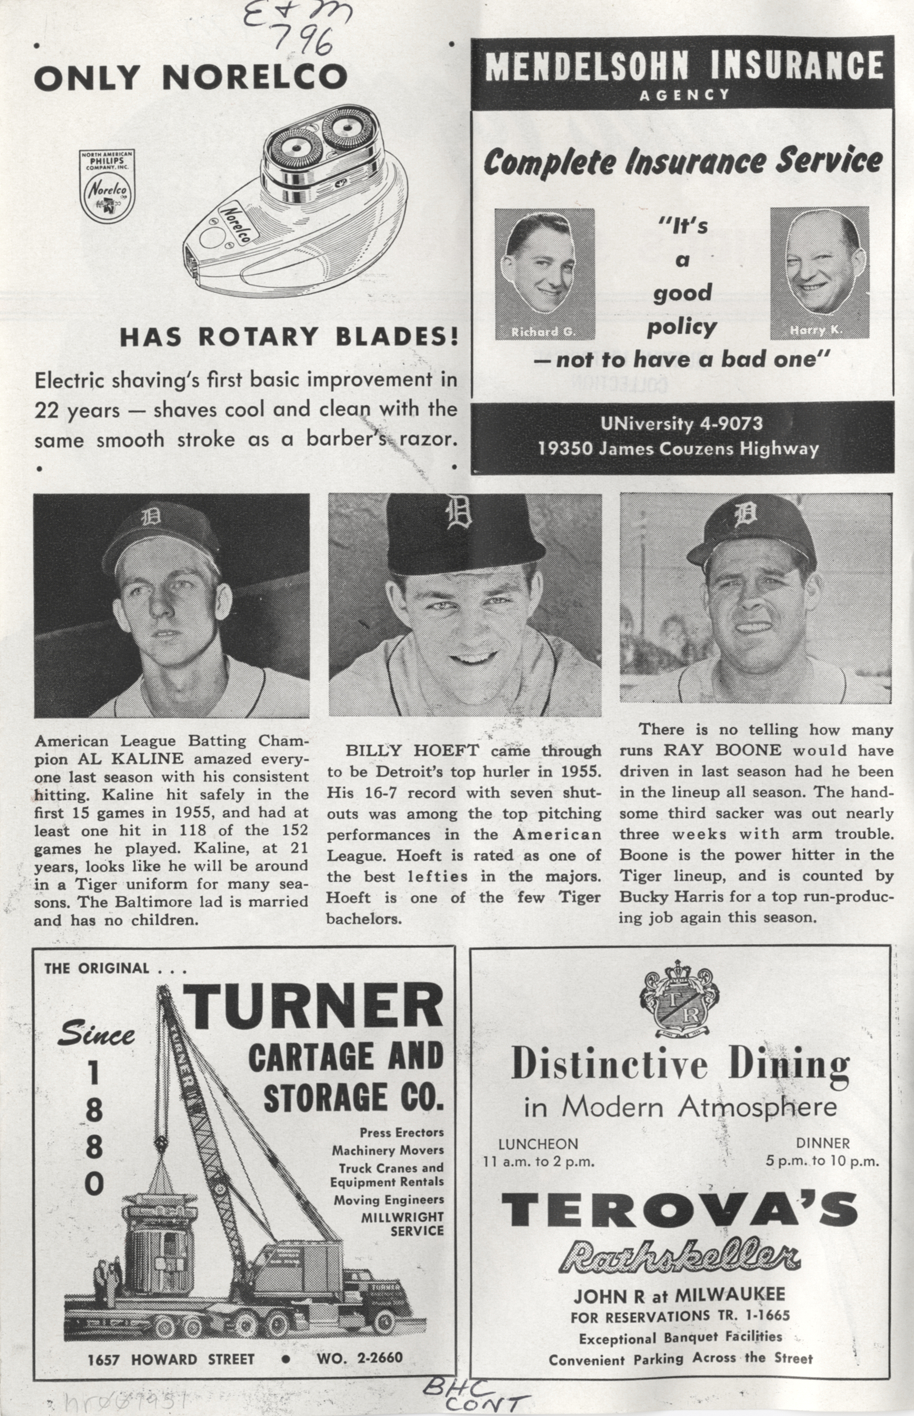 E & M
796
ONLY NORELCO
NORTH AMERICAN
PHILIPS
COMPANY, INC.
Norelco
Norelco
HAS ROTARY BLADES!
Electric shaving's first basic improvement in
22 years — shaves cool and clean with the
same smooth stroke as a barber's razor.
MENDELSOHN INSURANCE
AGENCY
Complete Insurance Service
"It's
a
good
policy
— not to have a bad one"
Richard G.
Harry K.
UNiversity 4-9073
19350 James Couzens Highway
D
D
D
American League Batting Cham-
pion AL KALINE amazed every-
one last season with his consistent
hitting. Kaline hit safely in the
first 15 games in 1955, and had at
least one hit in 118 of the 152
games he played. Kaline, at 21
years, looks like he will be around
in a Tiger uniform for many sea-
sons. The Baltimore lad is married
and has no children.
BILLY HOEFT came through
to be Detroit's top hurler in 1955.
His 16-7 record with seven shut-
outs was among the top pitching
performances in the American
League. Hoeft is rated as one of
the best lefties in the majors.
Hoeft is one of the few Tiger
bachelors.
There is no telling how many
runs RAY BOONE would have
driven in last season had he been
in the lineup all season. The hand-
some third sacker was out nearly
three weeks with arm trouble.
Boone is the power hitter in the
Tiger lineup, and is counted by
Bucky Harris for a top run-produc-
ing job again this season.
THE ORIGINAL . . .
TURNER
CARTAGE AND
STORAGE CO.
Since
1
8
8
0
TURNER
Press Erectors
Machinery Movers
Truck Cranes and
Equipment Rentals
Moving Engineers
MILLWRIGHT
SERVICE
TURNER
1657 HOWARD STREET • WO. 2-2660
T R
Distinctive Dining
in Modern Atmosphere
LUNCHEON
11 a.m. to 2 p.m.
DINNER
5 p.m. to 10 p.m.
TEROVA'S
Rathskeller
JOHN R at MILWAUKEE
FOR RESERVATIONS TR. 1-1665
Exceptional Banquet Facilities
Convenient Parking Across the Street
BHC
CONT